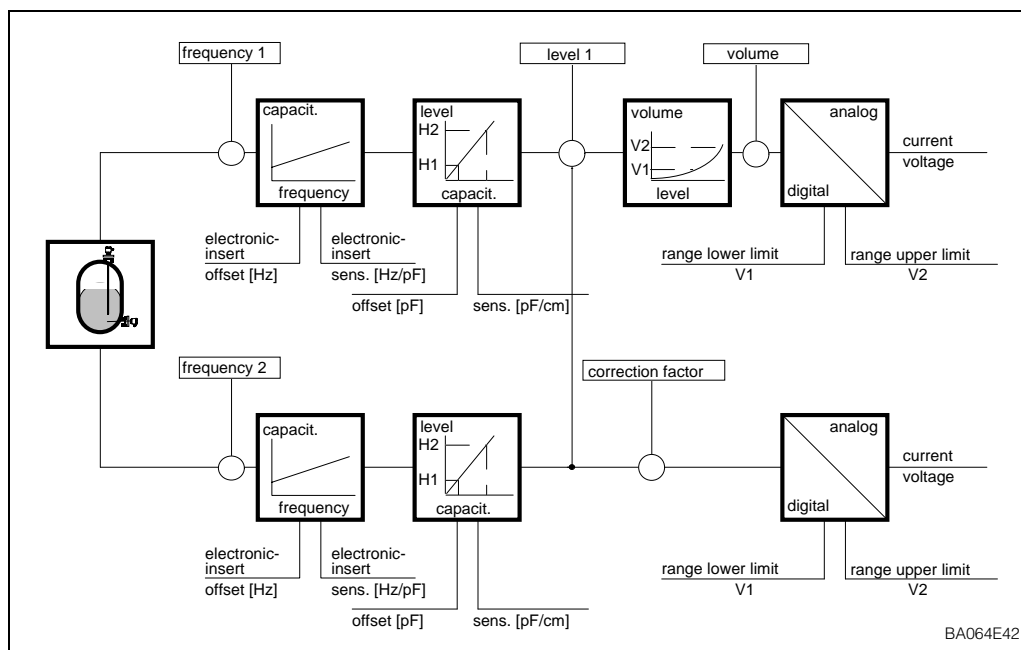 frequency 1
level 1
volume
capacit.
frequency
level
H2
H1
capacit.
volume
V2
V1
level
analog
digital
current
voltage
electronic-
insert
offset [Hz]
electronic-
insert
sens. [Hz/pF]
offset [pF]
sens. [pF/cm]
range lower limit
V1
range upper limit
V2
frequency 2
correction factor
capacit.
frequency
level
H2
H1
capacit.
analog
digital
current
voltage
electronic-
insert
offset [Hz]
electronic-
insert
sens. [Hz/pF]
offset [pF]
sens. [pF/cm]
range lower limit
V1
range upper limit
V2
BA064E42